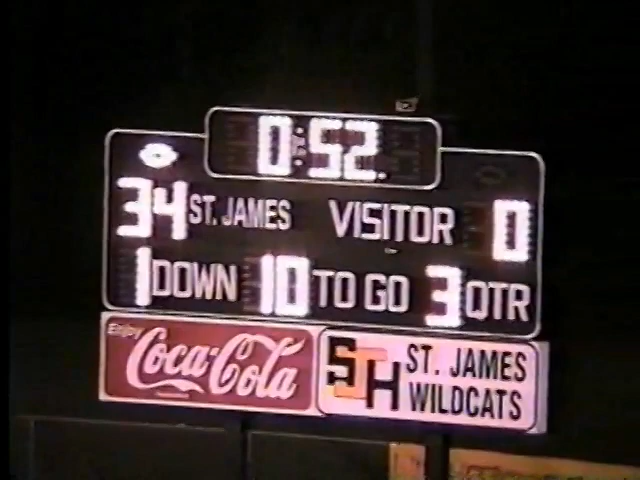 0:52
34 ST. JAMES VISITOR 0
1 DOWN 10 TO GO 3 QTR
Enjoy
Coca-Cola
SJH ST. JAMES
WILDCATS